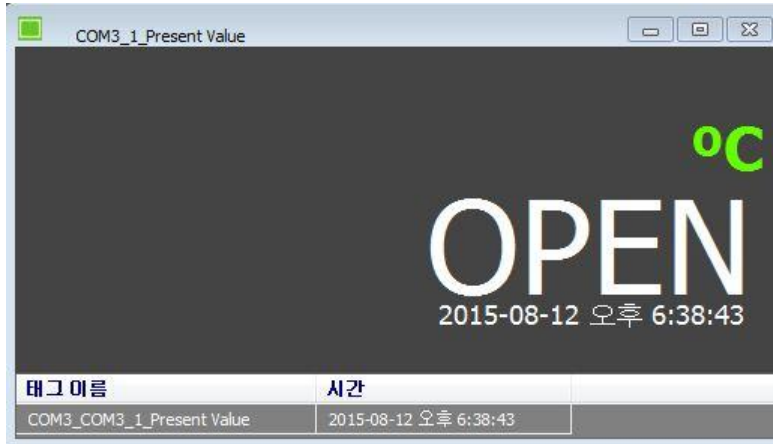 COM3_1_Present Value
ºC
OPEN
2015-08-12 오후 6:38:43
태그 이름 시간
COM3_COM3_1_Present Value 2015-08-12 오후 6:38:43